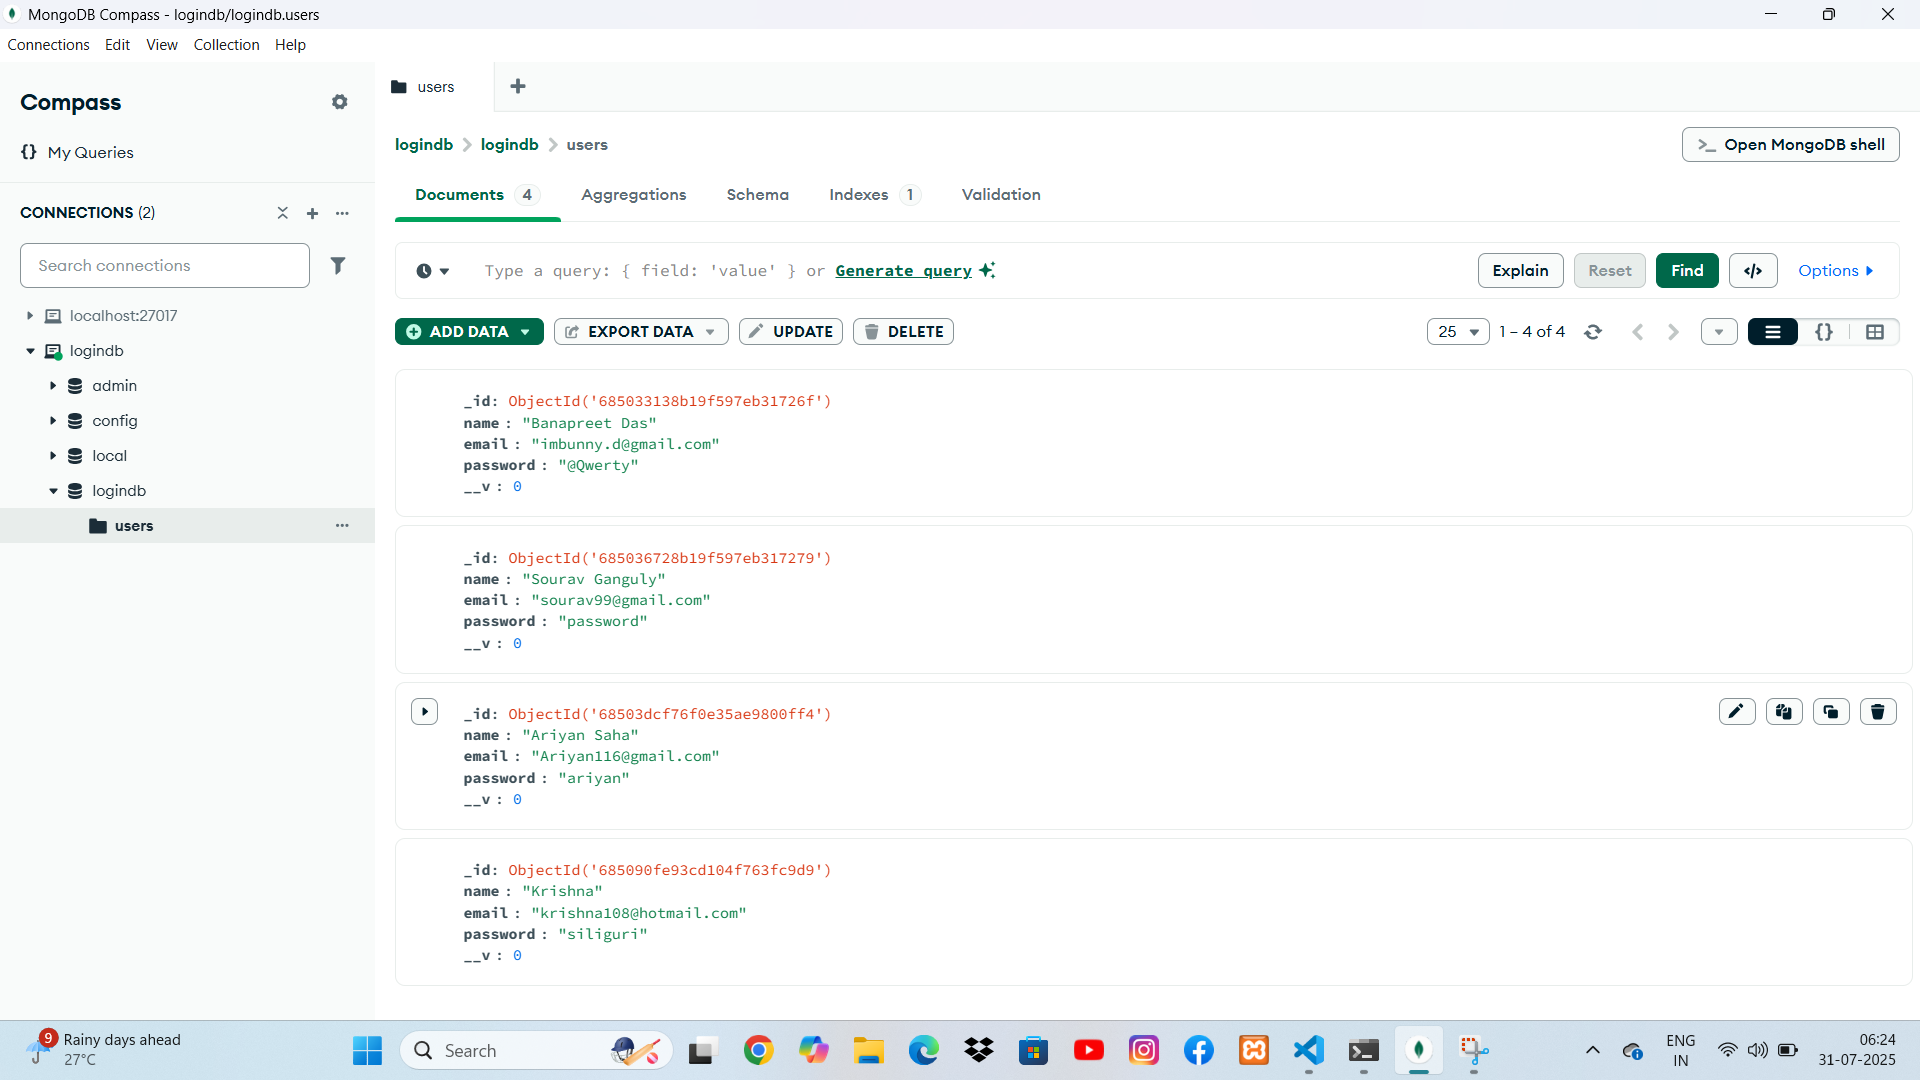 MongoDB Compass - logindb/logindb.users
Connections Edit View Collection Help
Compass
My Queries
CONNECTIONS (2)
Search connections
localhost:27017
logindb
admin
config
local
logindb
users
users
logindb > logindb > users
>_ Open MongoDB shell
Documents 4 Aggregations Schema Indexes 1 Validation
Type a query: { field: 'value' } or Generate query
Explain Reset Find </> Options
ADD DATA EXPORT DATA UPDATE DELETE
25 1 – 4 of 4
_id: ObjectId('685033138b19f597eb31726f')
name : "Banapreet Das"
email : "imbunny.d@gmail.com"
password : "@Qwerty"
__v : 0
_id: ObjectId('685036728b19f597eb317279')
name : "Sourav Ganguly"
email : "sourav99@gmail.com"
password : "password"
__v : 0
_id: ObjectId('68503dcf76f0e35ae9800ff4')
name : "Ariyan Saha"
email : "Ariyan116@gmail.com"
password : "ariyan"
__v : 0
_id: ObjectId('685090fe93cd104f763fc9d9')
name : "Krishna"
email : "krishna108@hotmail.com"
password : "siliguri"
__v : 0
9
Rainy days ahead
27°C
Search
ENG
IN
06:24
31-07-2025